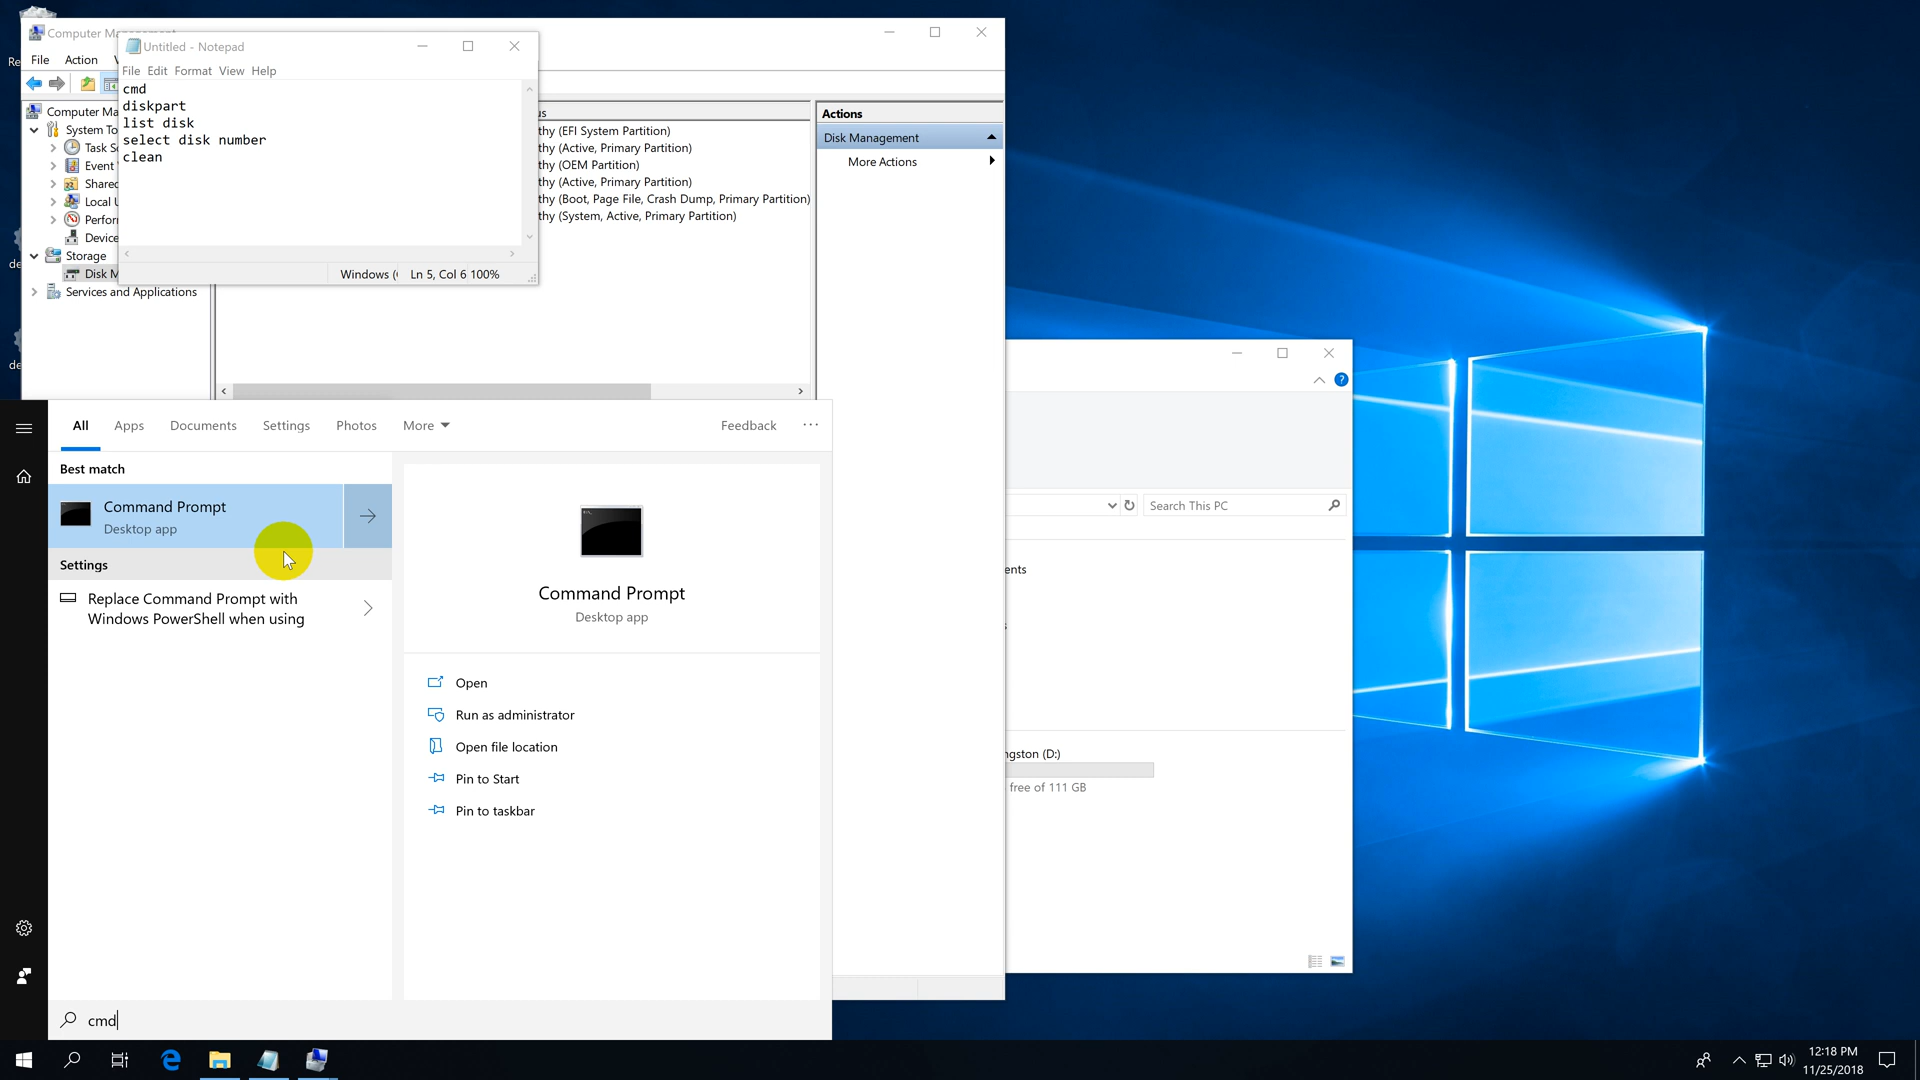 Computer Man
Untitled - Notepad
File Edit Format View Help
cmd
diskpart
list disk
select disk number
clean
Windows (
Ln 5, Col 6 100%
File Action
Re
de
de
Computer Ma
System To
Task S
Event
Shared
Local U
Perfor
Device
Storage
Disk M
Services and Applications
us
thy (EFI System Partition)
thy (Active, Primary Partition)
thy (OEM Partition)
thy (Active, Primary Partition)
thy (Boot, Page File, Crash Dump, Primary Partition)
thy (System, Active, Primary Partition)
Actions
Disk Management
More Actions
Search This PC
ents
s
ngston (D:)
free of 111 GB
All Apps Documents Settings Photos More Feedback
Best match
Command Prompt
Desktop app
Settings
Replace Command Prompt with
Windows PowerShell when using
Command Prompt
Desktop app
Open
Run as administrator
Open file location
Pin to Start
Pin to taskbar
cmd
12:18 PM
11/25/2018